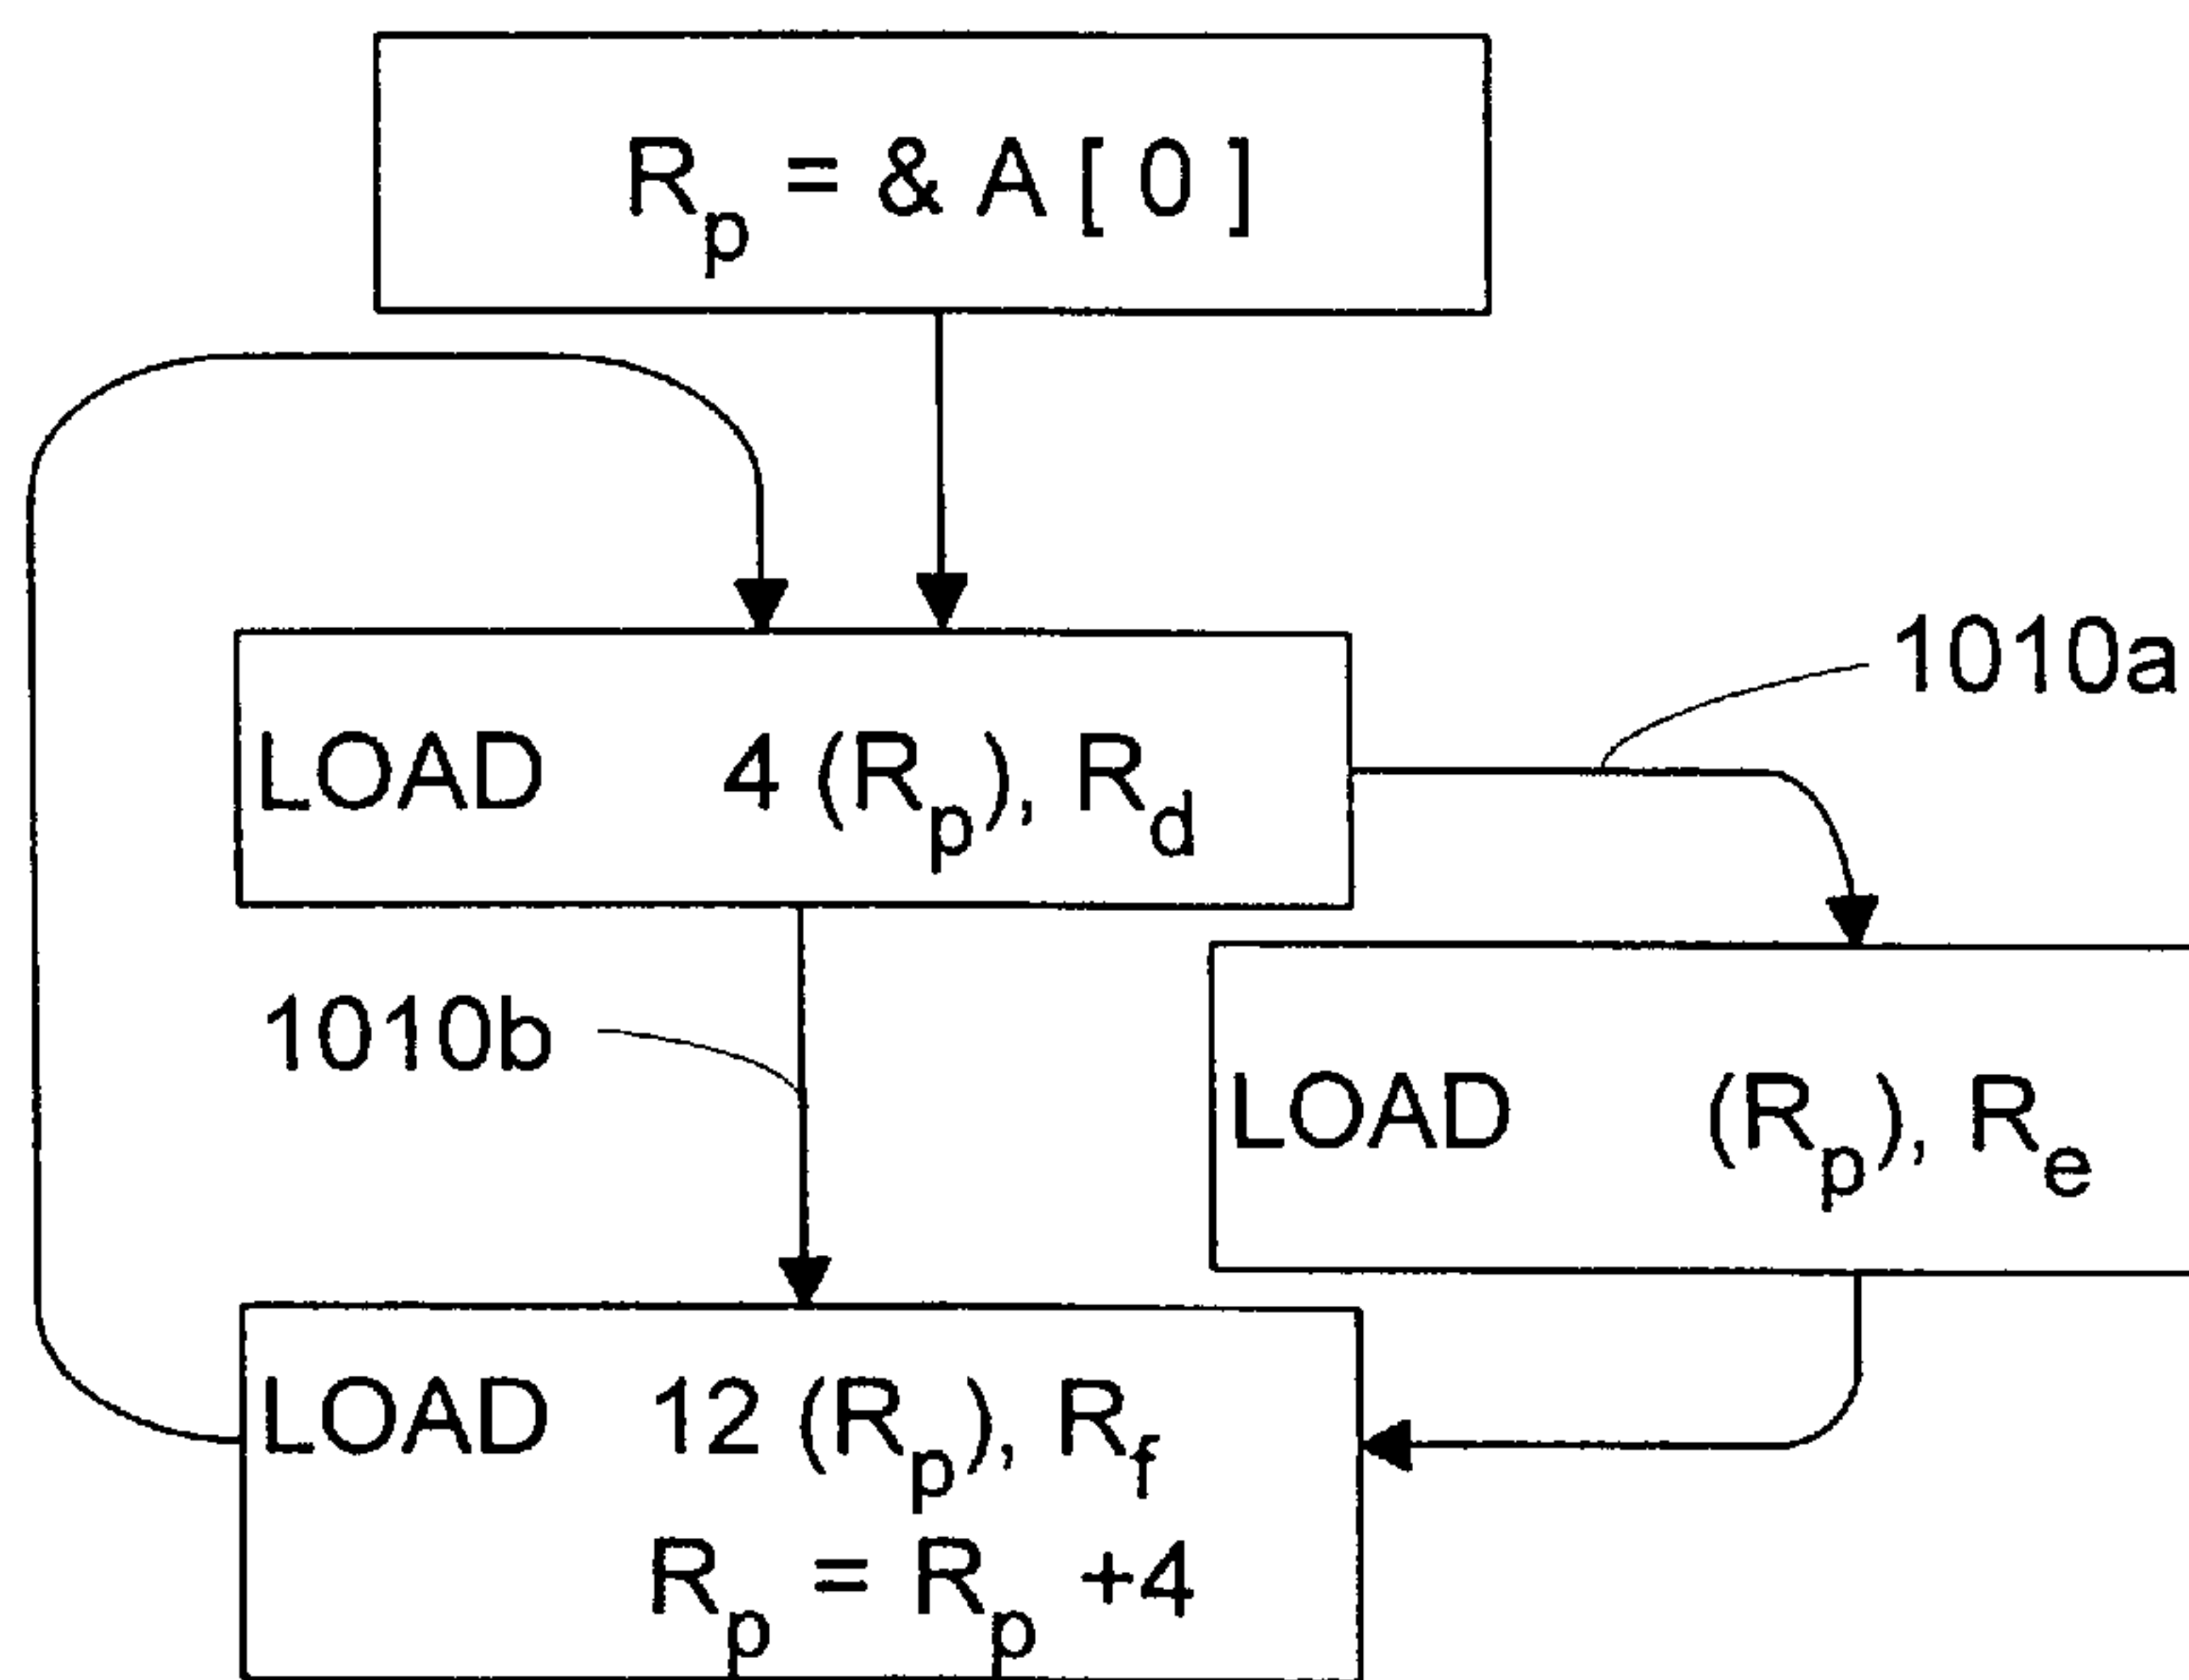 R_p = & A [ 0 ]
1010a
LOAD 4 (R_p), R_d
1010b
LOAD (R_p), R_e
LOAD 12 (R_p), R_f
R_p = R_p +4